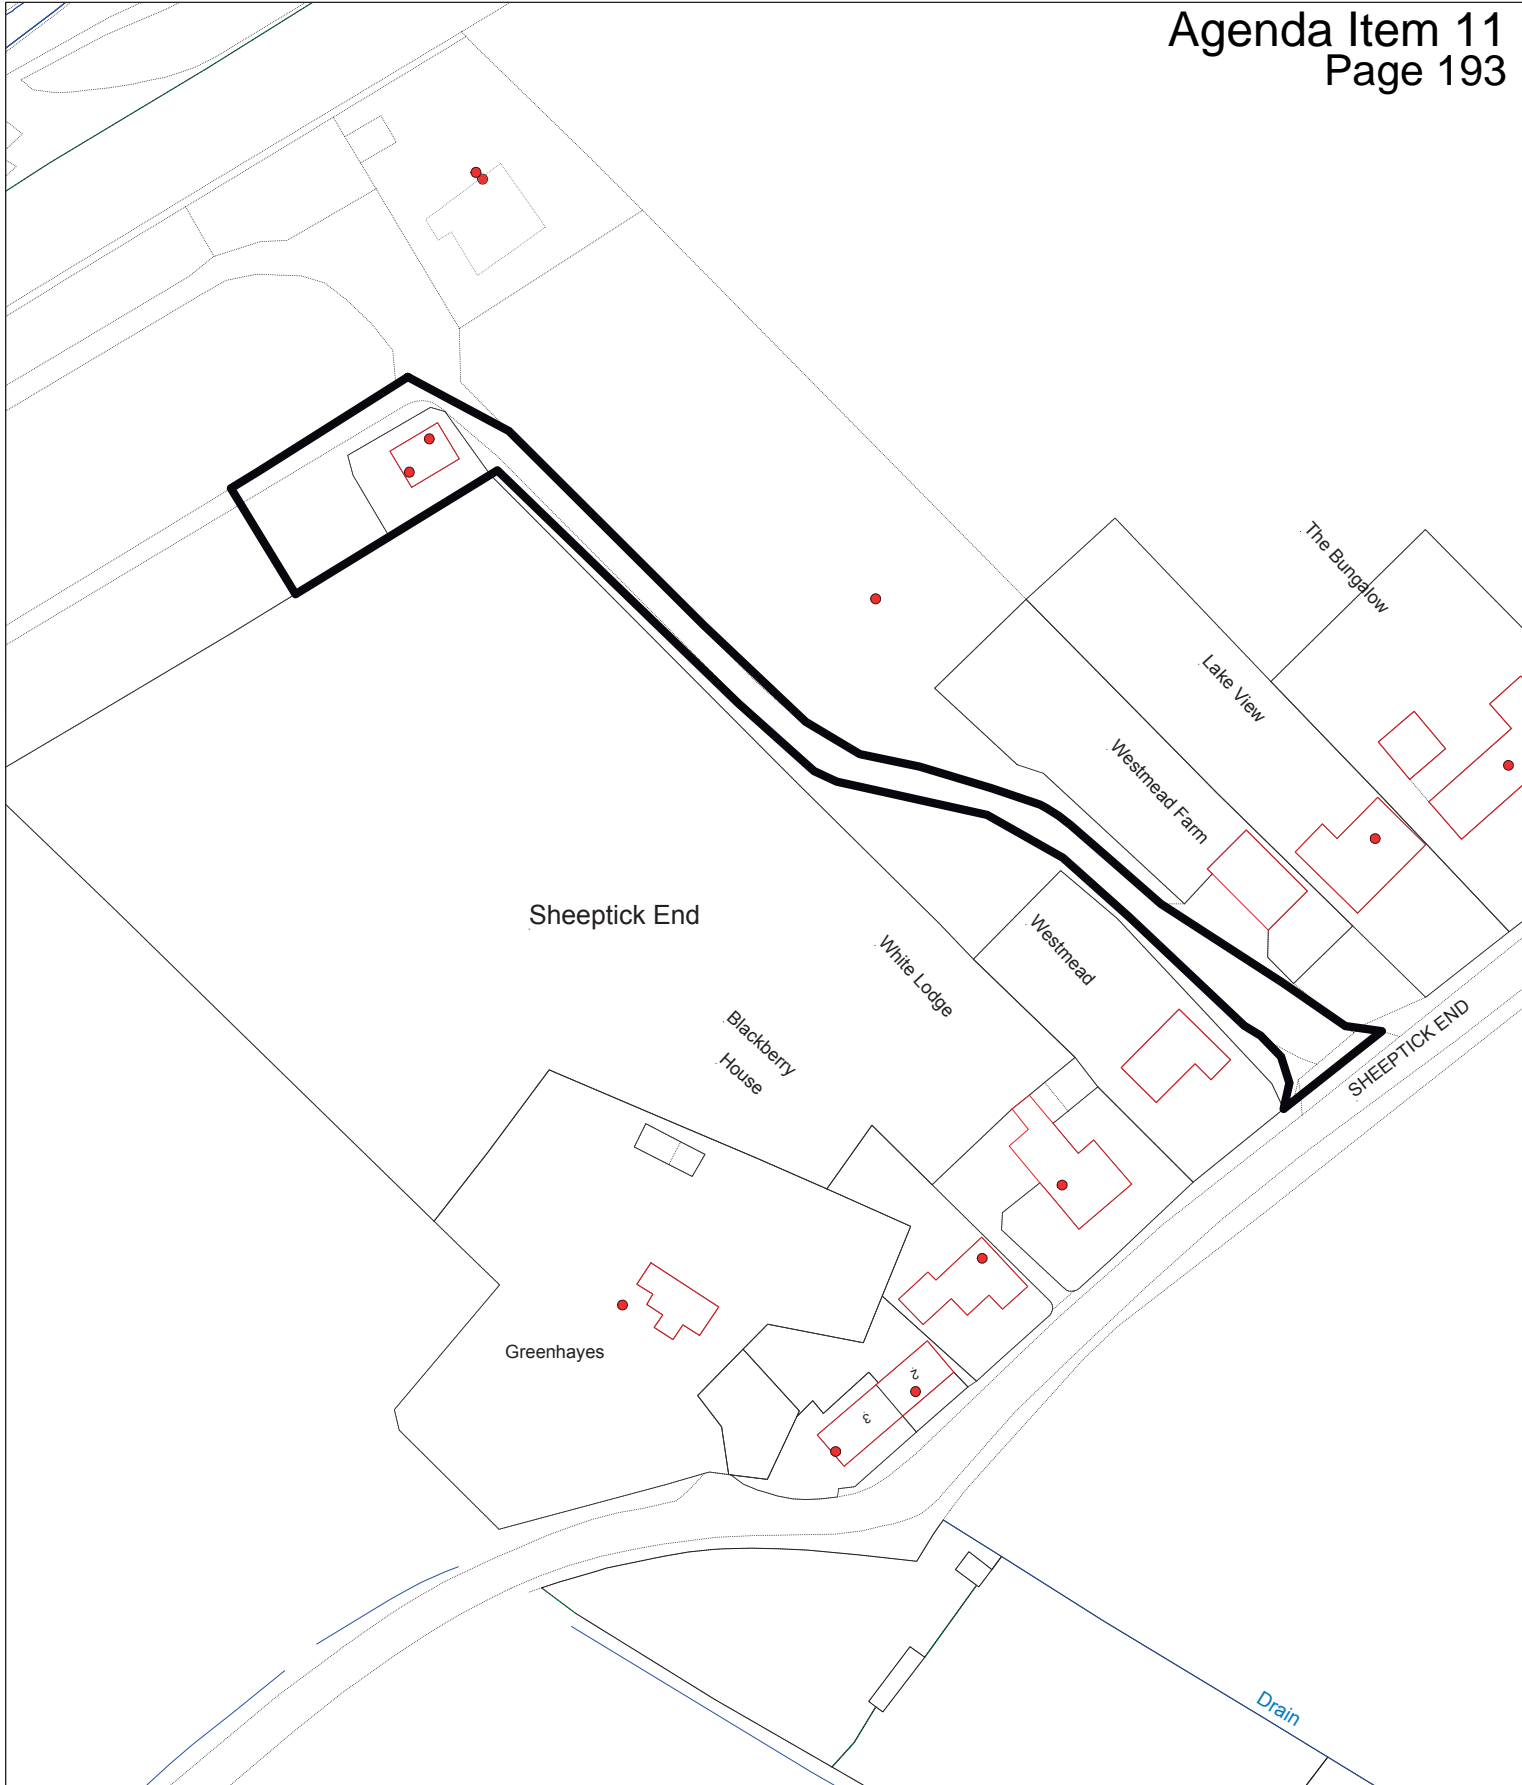 Agenda Item 11
Page 193
The Bungalow
Lake View
Westmead Farm
Sheeptick End
Westmead
White Lodge
Blackberry
House
SHEEPTICK END
Greenhayes
2
3
Drain